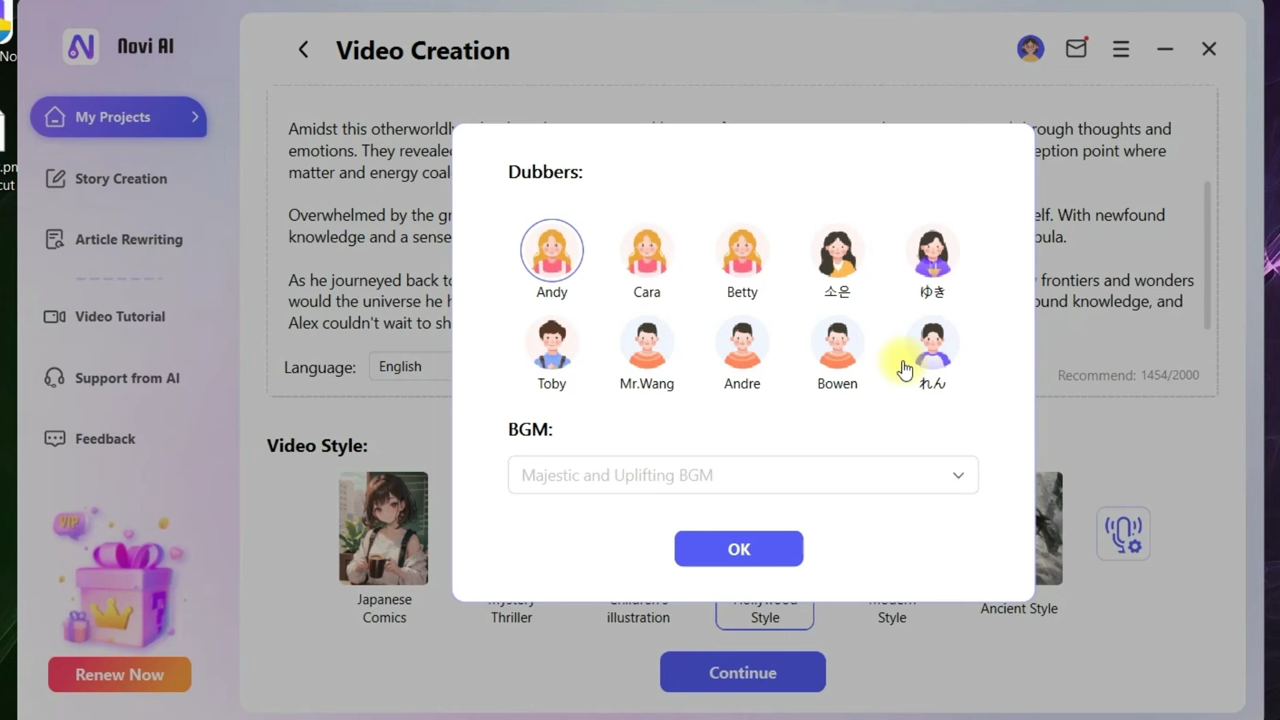 No
.pn
cut
Novi AI
My Projects
Story Creation
Article Rewriting
Video Tutorial
Support from AI
Feedback
VIP
Renew Now
Video Creation
Amidst this otherworldly
rough thoughts and
emotions. They reveale
eption point where
matter and energy coal
Overwhelmed by the gr
elf. With newfound
knowledge and a sense
oula.
As he journeyed back to
frontiers and wonders
would the universe he h
ound knowledge, and
Alex couldn't wait to sh
Language:
English
Recommend: 1454/2000
Video Style:
Japanese
Comics
Mystery
Thriller
Children's
illustration
Hollywood
Style
Modern
Style
Ancient Style
Continue
Dubbers:
Andy
Cara
Betty
소은
ゆき
Toby
Mr.Wang
Andre
Bowen
れん
BGM:
Majestic and Uplifting BGM
OK